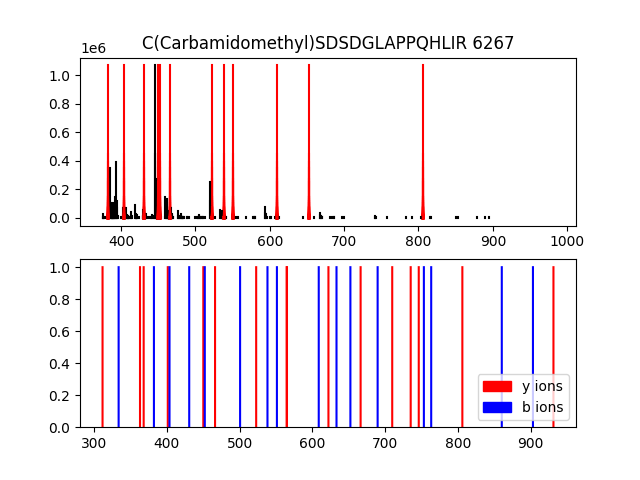 C(Carbamidomethyl)SDSDGLAPPQHLIR 6267
1e6
1.0
0.8
0.6
0.4
0.2
0.0
400 500 600 700 800 900 1000
1.0
0.8
0.6
0.4
0.2
0.0
y ions
b ions
300 400 500 600 700 800 900